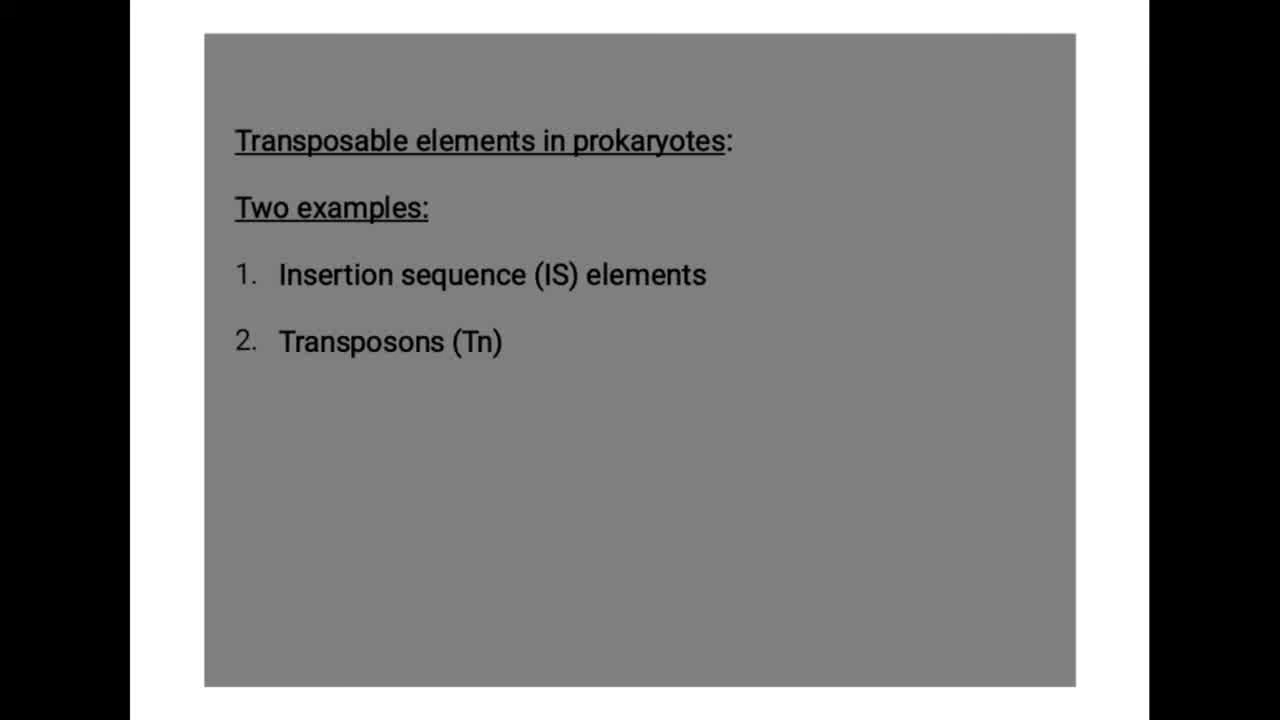 Transposable elements in prokaryotes:
Two examples:
1. Insertion sequence (IS) elements
2. Transposons (Tn)